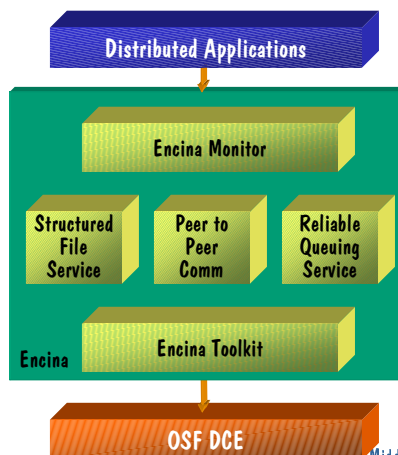 Distributed Applications
Encina Monitor
Structured
File
Service
Peer to
Peer
Comm
Reliable
Queuing
Service
Encina Toolkit
Encina
OSF DCE